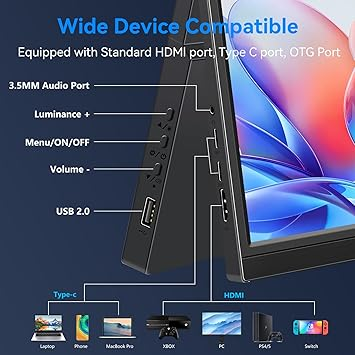 Wide Device Compatible
Equipped with Standard HDMI port, Type C port, OTG Port
3.5MM Audio Port
Luminance +
Menu/ON/OFF
Volume -
USB 2.0
Type-c
HDMI
Laptop
Phone
MacBook Pro
XBOX
PC
PS4/5
Switch